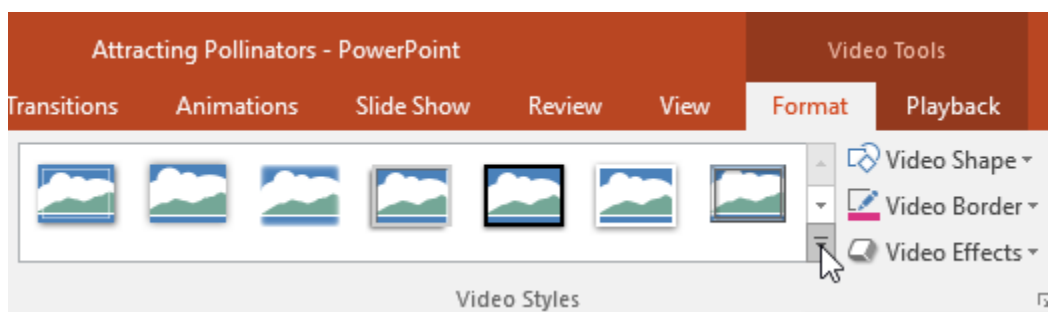 Attracting Pollinators - PowerPoint Video Tools
Transitions Animations Slide Show Review View Format Playback
Video Shape
Video Border
Video Effects
Video Styles